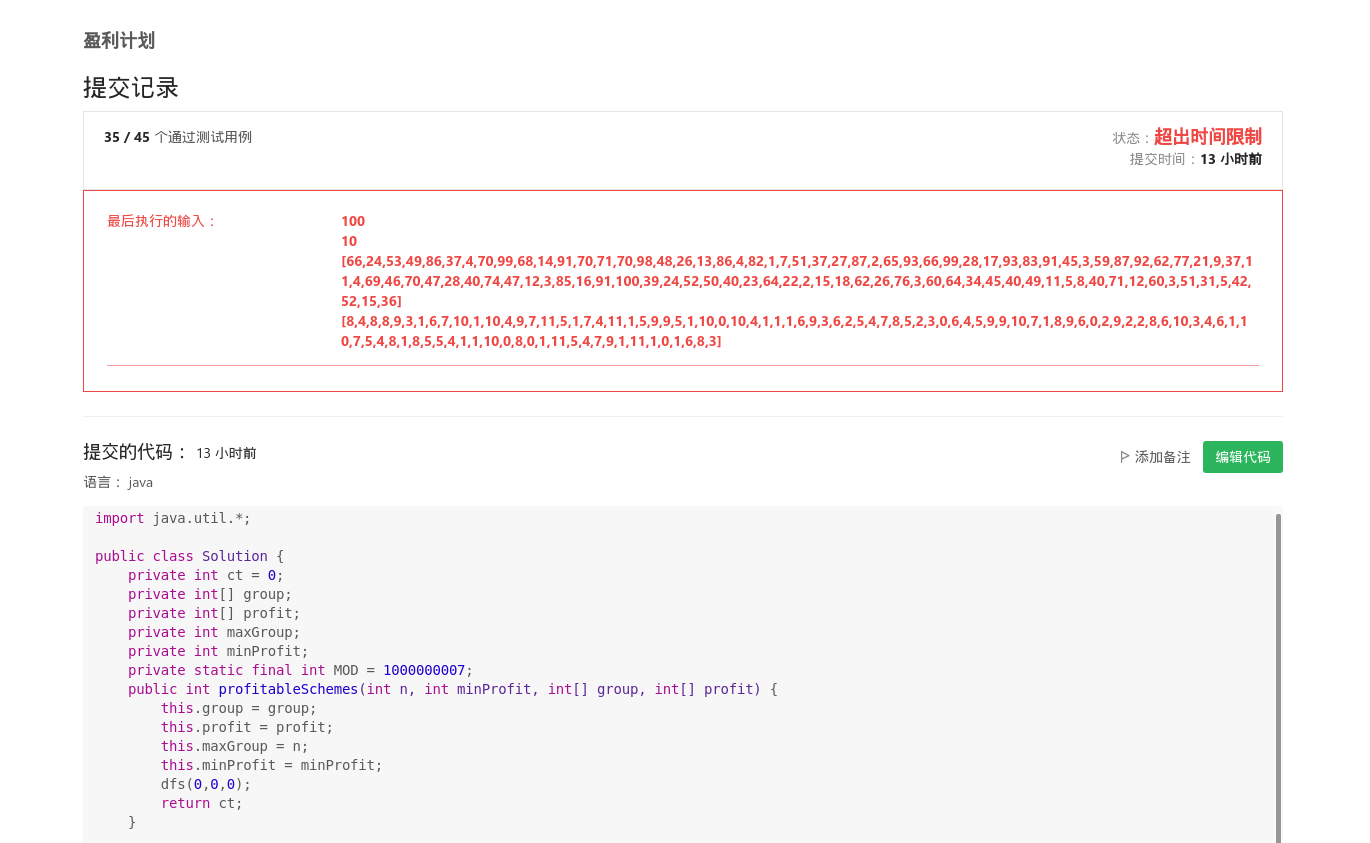 盈利计划
提交记录
35 / 45 个通过测试用例
状态：超出时间限制
提交时间：13 小时前
最后执行的输入：
100
10
[66,24,53,49,86,37,4,70,99,68,14,91,70,71,70,98,48,26,13,86,4,82,1,7,51,37,27,87,2,65,93,66,99,28,17,93,83,91,45,3,59,87,92,62,77,21,9,37,1
1,4,69,46,70,47,28,40,74,47,12,3,85,16,91,100,39,24,52,50,40,23,64,22,2,15,18,62,26,76,3,60,64,34,45,40,49,11,5,8,40,71,12,60,3,51,31,5,42,
52,15,36]
[8,4,8,8,9,3,1,6,7,10,1,10,4,9,7,11,5,1,7,4,11,1,5,9,9,5,1,10,0,10,4,1,1,1,6,9,3,6,2,5,4,7,8,5,2,3,0,6,4,5,9,9,10,7,1,8,9,6,0,2,9,2,2,8,6,10,3,4,6,1,1
0,7,5,4,8,1,8,5,5,4,1,1,10,0,8,0,1,11,5,4,7,9,1,11,1,0,1,6,8,3]
提交的代码： 13 小时前
添加备注
编辑代码
语言： java
import java.util.*;
public class Solution {
    private int ct = 0;
    private int[] group;
    private int[] profit;
    private int maxGroup;
    private int minProfit;
    private static final int MOD = 1000000007;
    public int profitableSchemes(int n, int minProfit, int[] group, int[] profit) {
        this.group = group;
        this.profit = profit;
        this.maxGroup = n;
        this.minProfit = minProfit;
        dfs(0,0,0);
        return ct;
    }